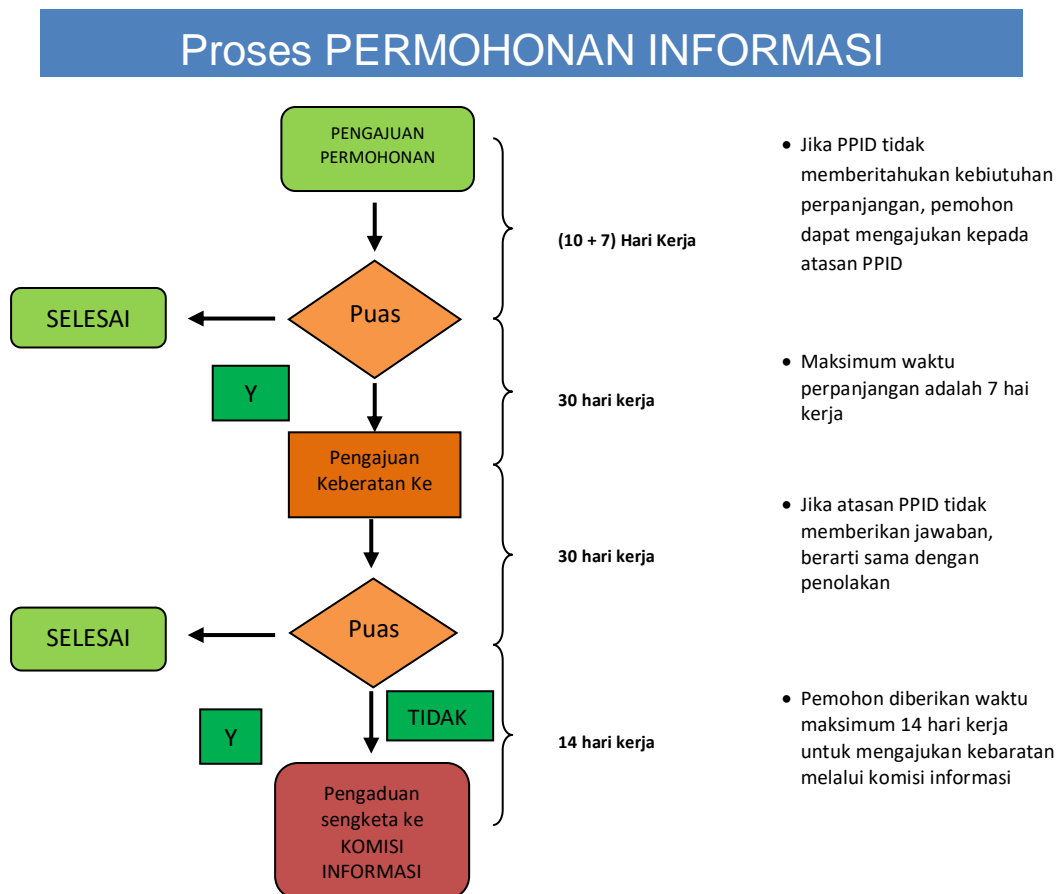 Proses PERMOHONAN INFORMASI
PENGAJUAN
PERMOHONAN
(10 + 7) Hari Kerja
• Jika PPID tidak
memberitahukan kebiutuhan
perpanjangan, pemohon
dapat mengajukan kepada
atasan PPID
SELESAI
Puas
Y
30 hari kerja
• Maksimum waktu
perpanjangan adalah 7 hai
kerja
Pengajuan
Keberatan Ke
30 hari kerja
• Jika atasan PPID tidak
memberikan jawaban,
berarti sama dengan
penolakan
SELESAI
Puas
Y
TIDAK
14 hari kerja
• Pemohon diberikan waktu
maksimum 14 hari kerja
untuk mengajukan kebaratan
melalui komisi informasi
Pengaduan
sengketa ke
KOMISI
INFORMASI